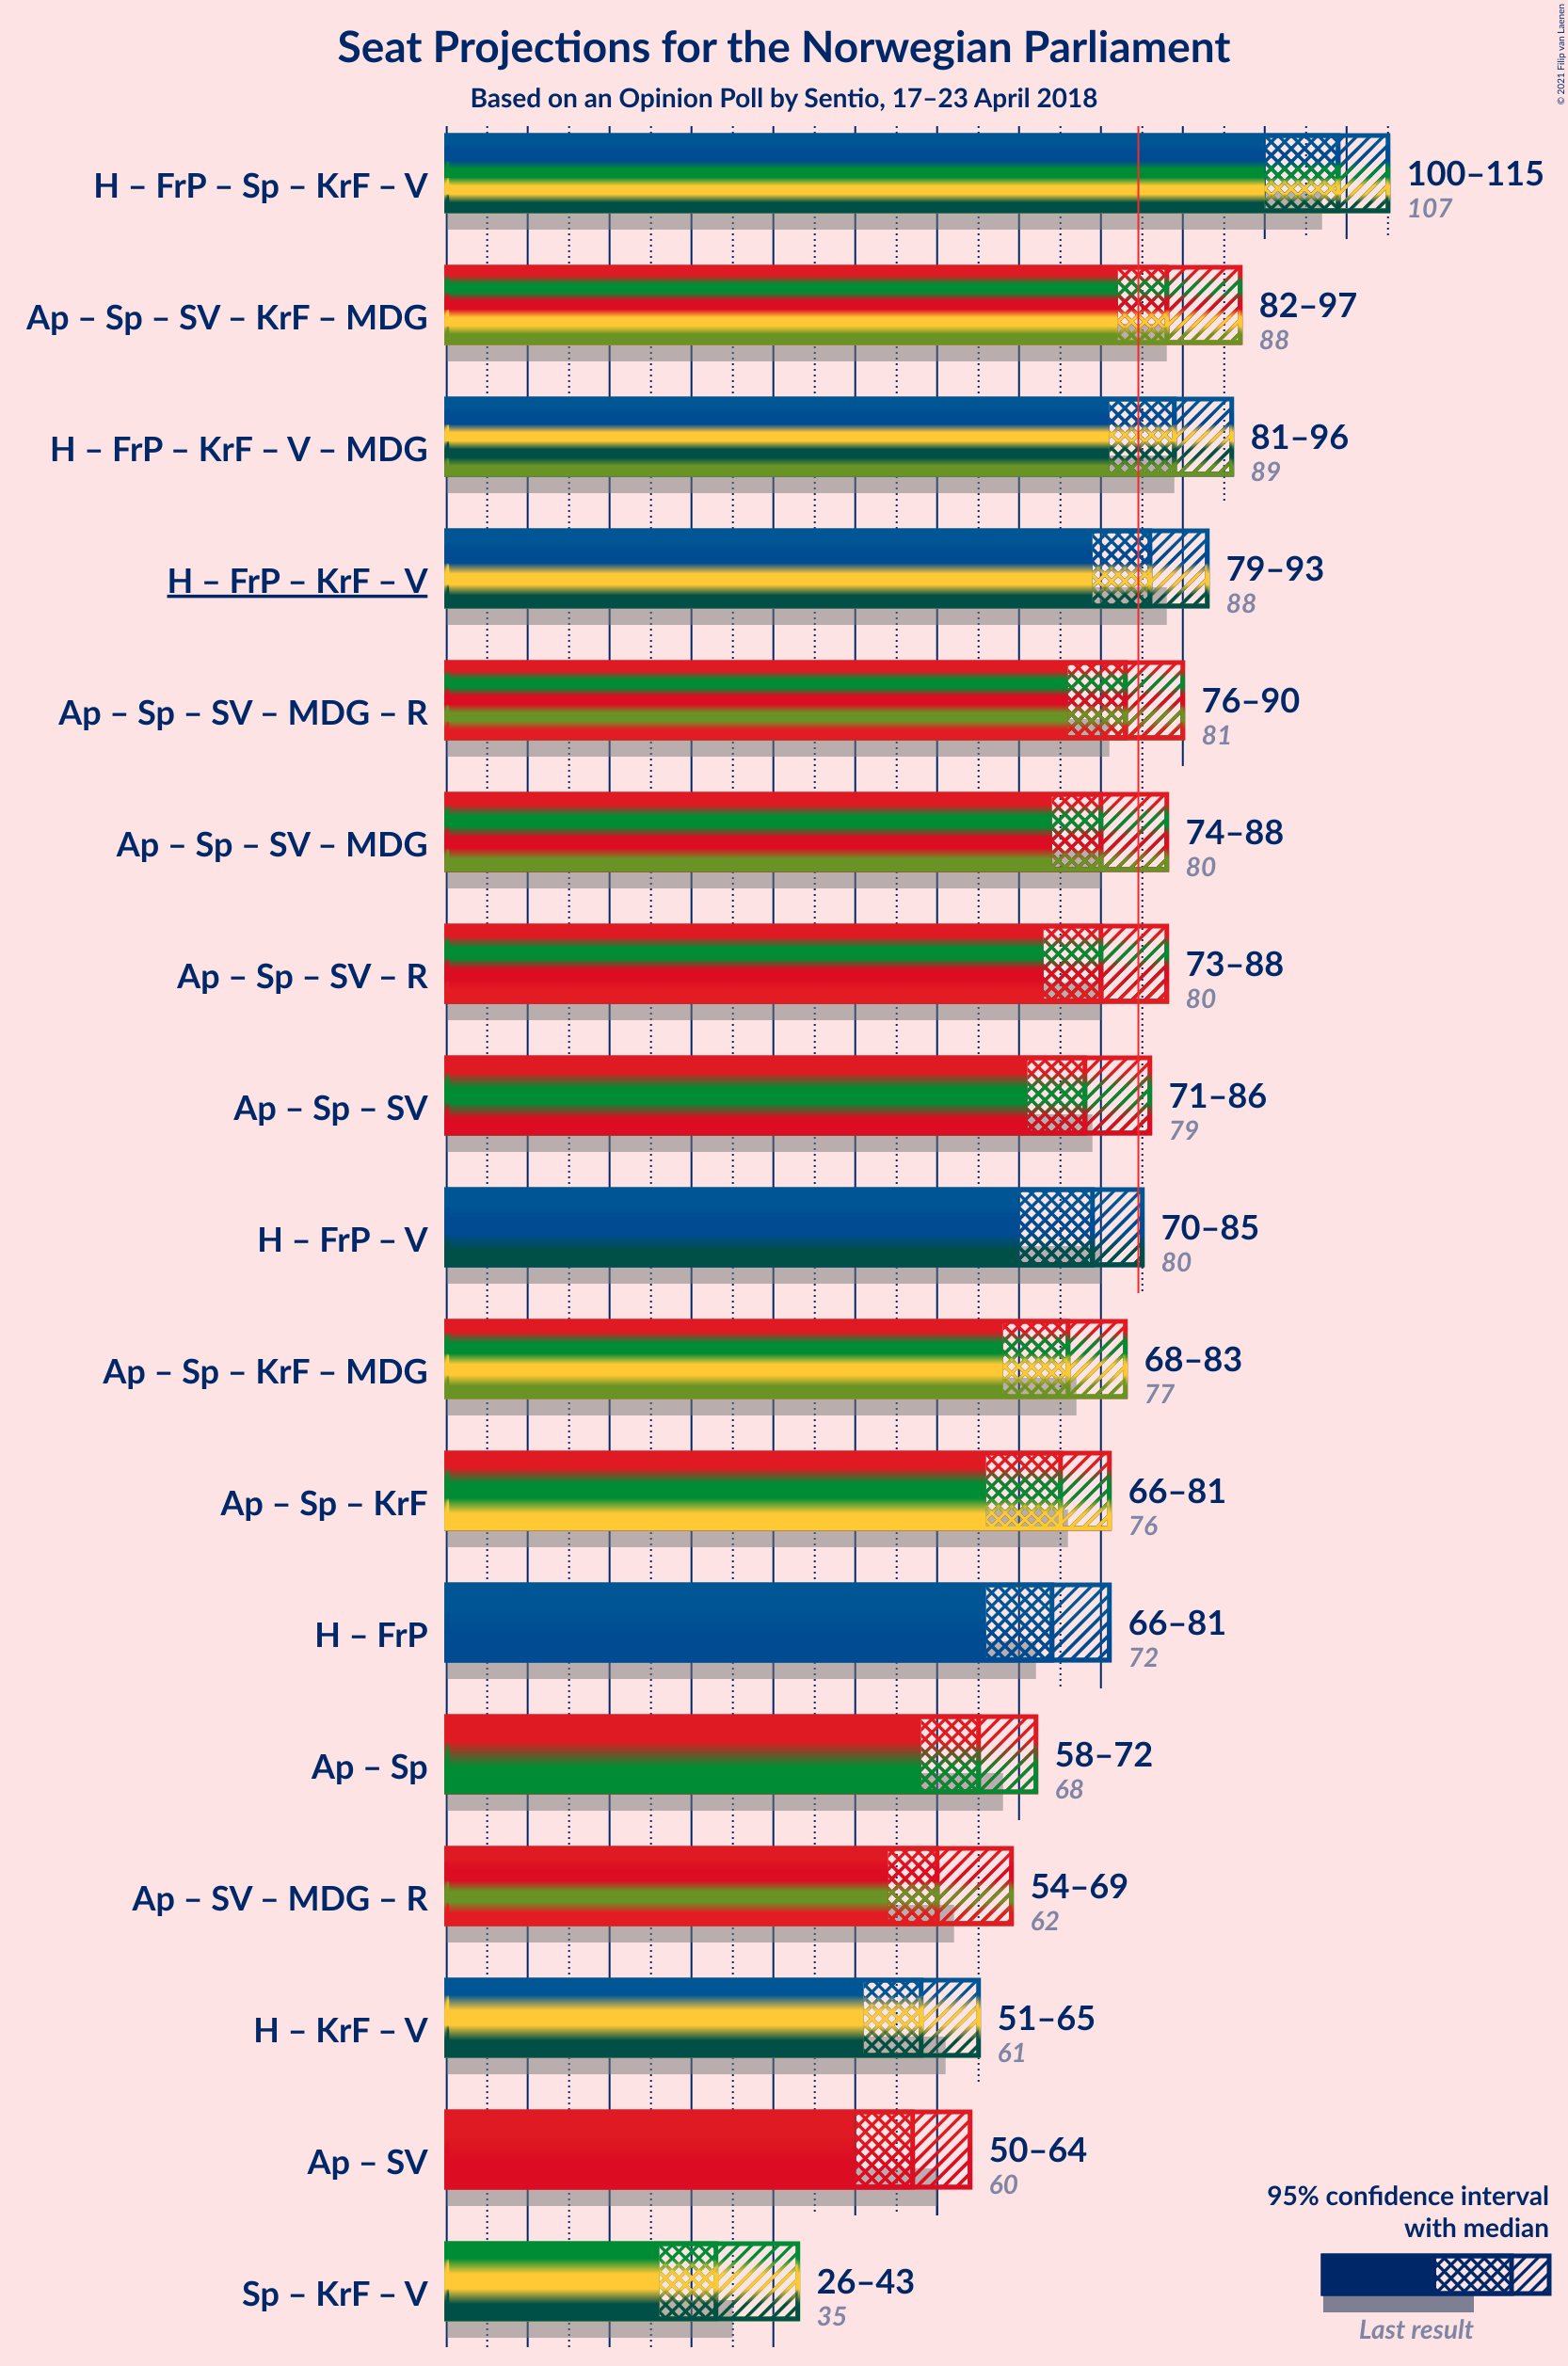 Seat Projections for the Norwegian Parliament
Based on an Opinion Poll by Sentio, 17–23 April 2018
© 2021 Filip van Laenen
H – FrP – Sp – KrF – V
100–115
107
Ap – Sp – SV – KrF – MDG
82–97
88
H – FrP – KrF – V – MDG
81–96
89
H – FrP – KrF – V
79–93
88
Ap – Sp – SV – MDG – R
76–90
81
Ap – Sp – SV – MDG
74–88
80
Ap – Sp – SV – R
73–88
80
Ap – Sp – SV
71–86
79
H – FrP – V
70–85
80
Ap – Sp – KrF – MDG
68–83
77
Ap – Sp – KrF
66–81
76
H – FrP
66–81
72
Ap – Sp
58–72
68
Ap – SV – MDG – R
54–69
62
H – KrF – V
51–65
61
Ap – SV
50–64
60
Sp – KrF – V
26–43
35
95% confidence interval
with median
Last result